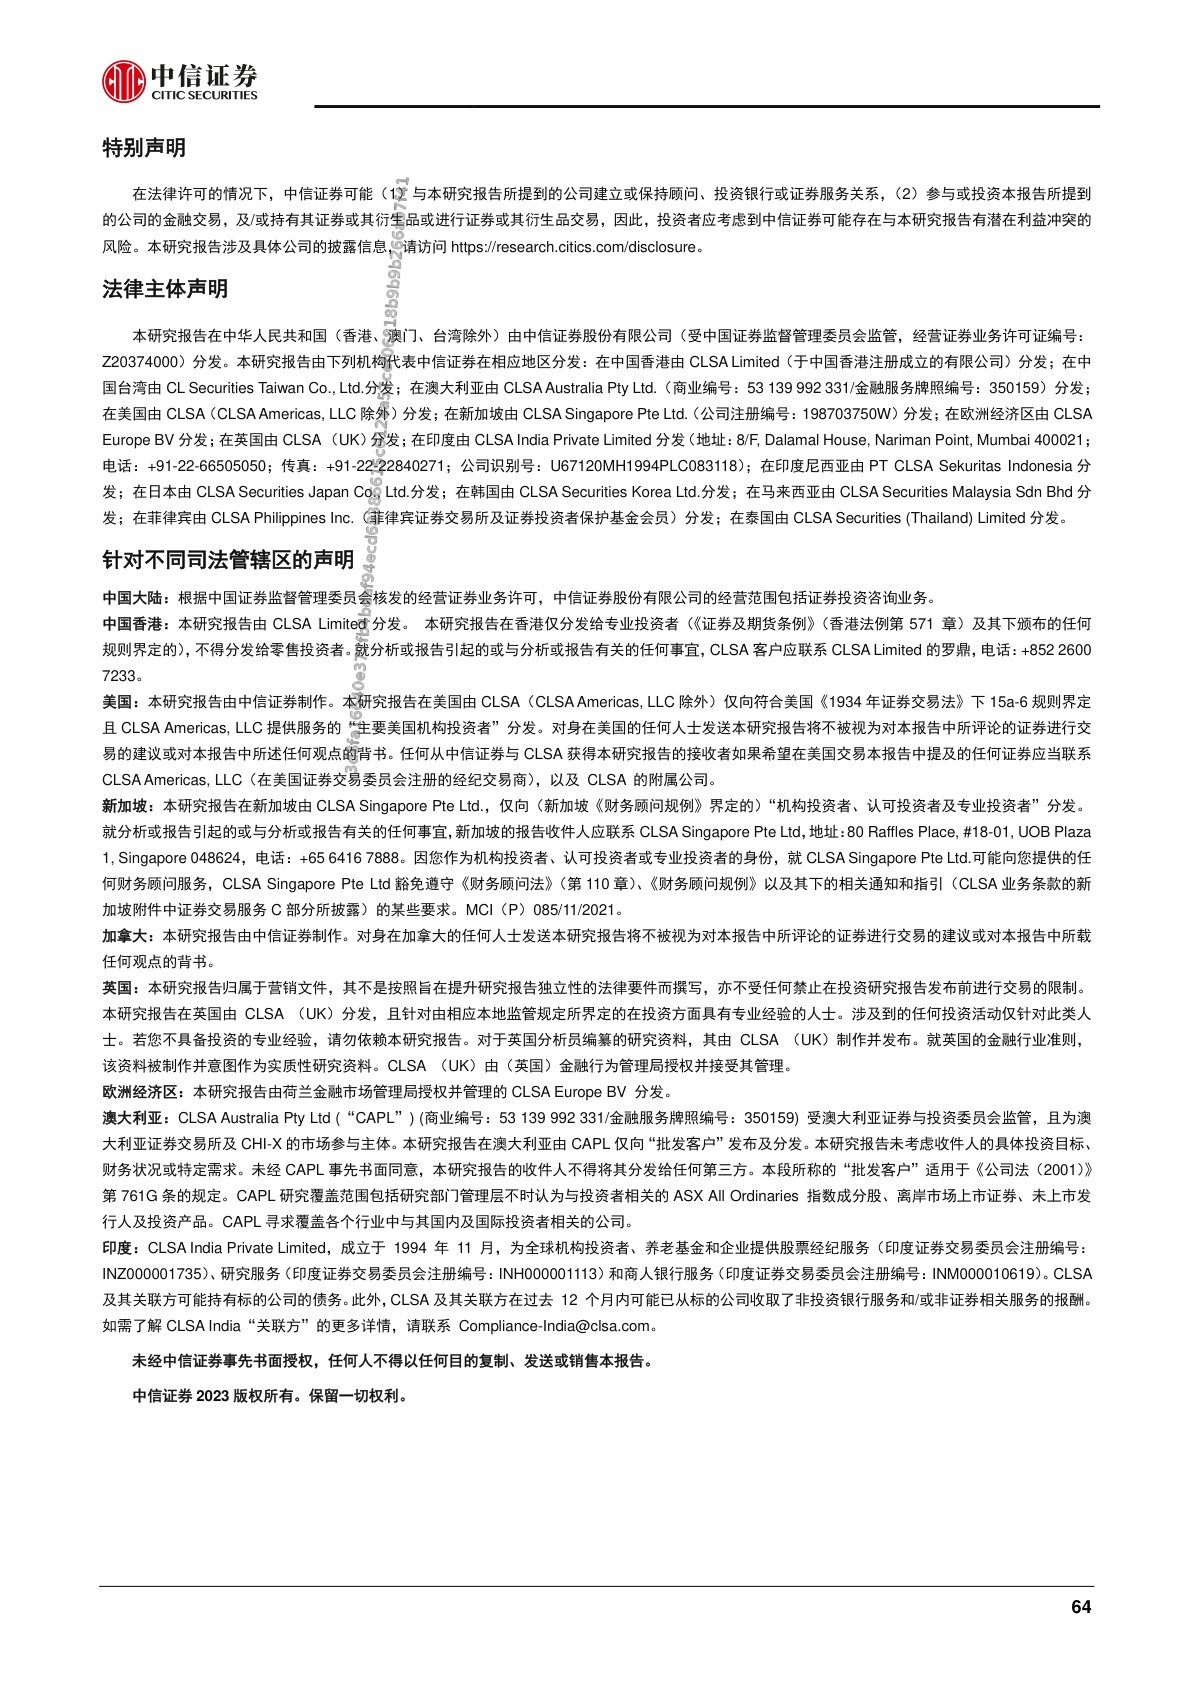 中信证券
CITIC SECURITIES
特别声明
在法律许可的情况下，中信证券可能（1）与本研究报告所提到的公司建立或保持顾问、投资银行或证券服务关系，（2）参与或投资本报告所提到
的公司的金融交易，及/或持有其证券或其衍生品或进行证券或其衍生品交易，因此，投资者应考虑到中信证券可能存在与本研究报告有潜在利益冲突的
风险。本研究报告涉及具体公司的披露信息，请访问 https://research.citics.com/disclosure。
法律主体声明
本研究报告在中华人民共和国（香港、澳门、台湾除外）由中信证券股份有限公司（受中国证券监督管理委员会监管，经营证券业务许可证编号：
Z20374000）分发。本研究报告由下列机构代表中信证券在相应地区分发：在中国香港由 CLSA Limited（于中国香港注册成立的有限公司）分发；在中
国台湾由 CL Securities Taiwan Co., Ltd.分发；在澳大利亚由 CLSA Australia Pty Ltd.（商业编号：53 139 992 331/金融服务牌照编号：350159）分发；
在美国由 CLSA（CLSA Americas, LLC 除外）分发；在新加坡由 CLSA Singapore Pte Ltd.（公司注册编号：198703750W）分发；在欧洲经济区由 CLSA
Europe BV 分发；在英国由 CLSA （UK）分发；在印度由 CLSA India Private Limited 分发（地址：8/F, Dalamal House, Nariman Point, Mumbai 400021；
电话：+91-22-66505050；传真：+91-22-22840271；公司识别号：U67120MH1994PLC083118）；在印度尼西亚由 PT CLSA Sekuritas Indonesia 分
发；在日本由 CLSA Securities Japan Co., Ltd.分发；在韩国由 CLSA Securities Korea Ltd.分发；在马来西亚由 CLSA Securities Malaysia Sdn Bhd 分
发；在菲律宾由 CLSA Philippines Inc.（菲律宾证券交易所及证券投资者保护基金会员）分发；在泰国由 CLSA Securities (Thailand) Limited 分发。
针对不同司法管辖区的声明
中国大陆：根据中国证券监督管理委员会核发的经营证券业务许可，中信证券股份有限公司的经营范围包括证券投资咨询业务。
中国香港：本研究报告由 CLSA Limited 分发。 本研究报告在香港仅分发给专业投资者（《证券及期货条例》（香港法例第 571 章）及其下颁布的任何
规则界定的），不得分发给零售投资者。就分析或报告引起的或与分析或报告有关的任何事宜，CLSA 客户应联系 CLSA Limited 的罗鼎，电话：+852 2600
7233。
美国：本研究报告由中信证券制作。本研究报告在美国由 CLSA（CLSA Americas, LLC 除外）仅向符合美国《1934 年证券交易法》下 15a-6 规则界定
且 CLSA Americas, LLC 提供服务的“主要美国机构投资者”分发。对身在美国的任何人士发送本研究报告将不被视为对本报告中所评论的证券进行交
易的建议或对本报告中所述任何观点的背书。任何从中信证券与 CLSA 获得本研究报告的接收者如果希望在美国交易本报告中提及的任何证券应当联系
CLSA Americas, LLC（在美国证券交易委员会注册的经纪交易商），以及 CLSA 的附属公司。
新加坡：本研究报告在新加坡由 CLSA Singapore Pte Ltd.，仅向（新加坡《财务顾问规例》界定的）“机构投资者、认可投资者及专业投资者”分发。
就分析或报告引起的或与分析或报告有关的任何事宜，新加坡的报告收件人应联系 CLSA Singapore Pte Ltd，地址：80 Raffles Place, #18-01, UOB Plaza
1, Singapore 048624，电话：+65 6416 7888。因您作为机构投资者、认可投资者或专业投资者的身份，就 CLSA Singapore Pte Ltd.可能向您提供的任
何财务顾问服务，CLSA Singapore Pte Ltd 豁免遵守《财务顾问法》（第 110 章）、《财务顾问规例》以及其下的相关通知和指引（CLSA 业务条款的新
加坡附件中证券交易服务 C 部分所披露）的某些要求。MCI（P）085/11/2021。
加拿大：本研究报告由中信证券制作。对身在加拿大的任何人士发送本研究报告将不被视为对本报告中所评论的证券进行交易的建议或对本报告中所载
任何观点的背书。
英国：本研究报告归属于营销文件，其不是按照旨在提升研究报告独立性的法律要件而撰写，亦不受任何禁止在投资研究报告发布前进行交易的限制。
本研究报告在英国由 CLSA （UK）分发，且针对由相应本地监管规定所界定的在投资方面具有专业经验的人士。涉及到的任何投资活动仅针对此类人
士。若您不具备投资的专业经验，请勿依赖本研究报告。对于英国分析员编纂的研究资料，其由 CLSA （UK）制作并发布。就英国的金融行业准则，
该资料被制作并意图作为实质性研究资料。CLSA （UK）由（英国）金融行为管理局授权并接受其管理。
欧洲经济区：本研究报告由荷兰金融市场管理局授权并管理的 CLSA Europe BV 分发。
澳大利亚：CLSA Australia Pty Ltd (“CAPL”) (商业编号：53 139 992 331/金融服务牌照编号：350159) 受澳大利亚证券与投资委员会监管，且为澳
大利亚证券交易所及 CHI-X 的市场参与主体。本研究报告在澳大利亚由 CAPL 仅向“批发客户”发布及分发。本研究报告未考虑收件人的具体投资目标、
财务状况或特定需求。未经 CAPL 事先书面同意，本研究报告的收件人不得将其分发给任何第三方。本段所称的“批发客户”适用于《公司法（2001）》
第 761G 条的规定。CAPL 研究覆盖范围包括研究部门管理层不时认为与投资者相关的 ASX All Ordinaries 指数成分股、离岸市场上市证券、未上市发
行人及投资产品。CAPL 寻求覆盖各个行业中与其国内及国际投资者相关的公司。
印度：CLSA India Private Limited，成立于 1994 年 11 月，为全球机构投资者、养老基金和企业提供股票经纪服务（印度证券交易委员会注册编号：
INZ000001735）、研究服务（印度证券交易委员会注册编号：INH000001113）和商人银行服务（印度证券交易委员会注册编号：INM000010619）。CLSA
及其关联方可能持有标的公司的债务。此外，CLSA 及其关联方在过去 12 个月内可能已从标的公司收取了非投资银行服务和/或非证券相关服务的报酬。
如需了解 CLSA India“关联方”的更多详情，请联系 Compliance-India@clsa.com。
未经中信证券事先书面授权，任何人不得以任何目的复制、发送或销售本报告。
中信证券 2023 版权所有。保留一切权利。
64